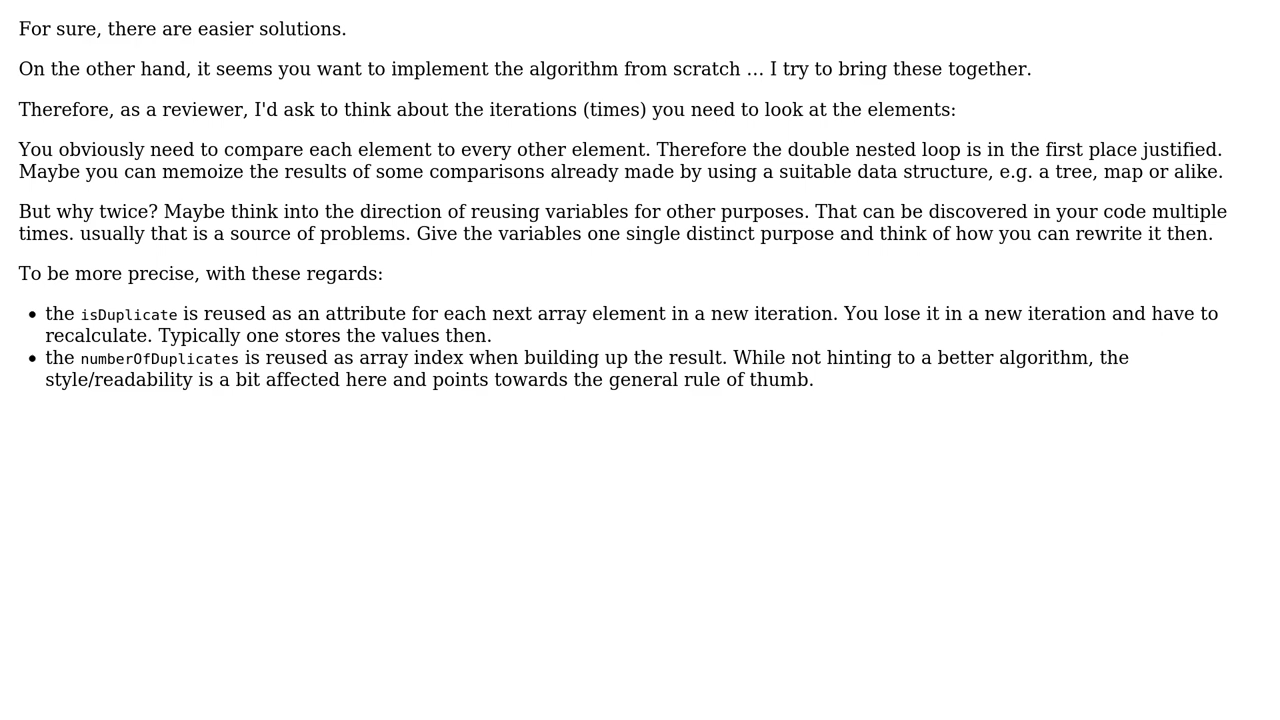 For sure, there are easier solutions.
On the other hand, it seems you want to implement the algorithm from scratch … I try to bring these together.
Therefore, as a reviewer, I'd ask to think about the iterations (times) you need to look at the elements:
You obviously need to compare each element to every other element. Therefore the double nested loop is in the first place justified.
Maybe you can memoize the results of some comparisons already made by using a suitable data structure, e.g. a tree, map or alike.
But why twice? Maybe think into the direction of reusing variables for other purposes. That can be discovered in your code multiple
times. usually that is a source of problems. Give the variables one single distinct purpose and think of how you can rewrite it then.
To be more precise, with these regards:
• the isDuplicate is reused as an attribute for each next array element in a new iteration. You lose it in a new iteration and have to
recalculate. Typically one stores the values then.
• the numberOfDuplicates is reused as array index when building up the result. While not hinting to a better algorithm, the
style/readability is a bit affected here and points towards the general rule of thumb.